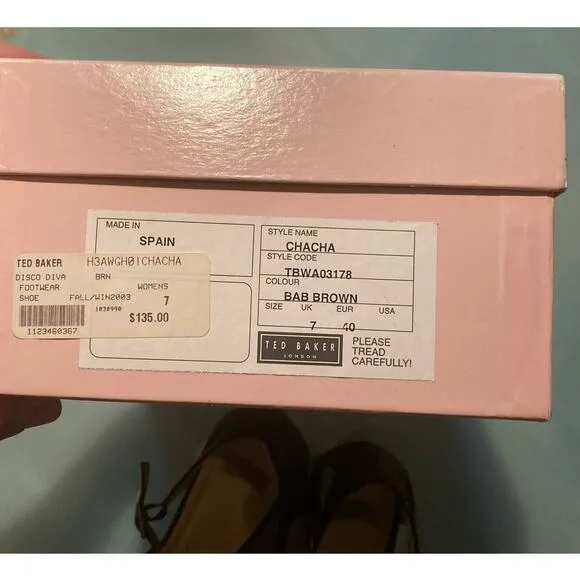 MADE IN
SPAIN
STYLE NAME
CHACHA
STYLE CODE
TBWA03178
COLOUR
BAB BROWN
SIZE UK EUR USA
7 40
TED BAKER
LONDON
PLEASE
TREAD
CAREFULLY!
TED BAKER H3AWGH01CHACHA
DISCO DIVA BRN
FOOTWEAR WOMENS
SHOE FALL/WIN2003 7
1030990
$135.00
1123460367